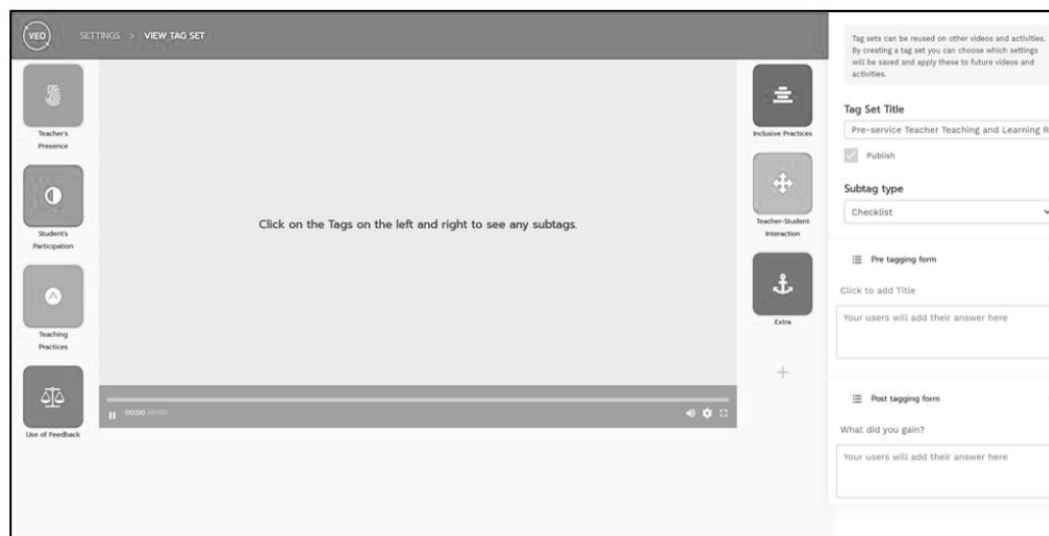 VEO
SETTINGS > VIEW TAG SET
Teacher's
Presence
Student's
Participation
Teaching
Practices
Use of Feedback
Click on the Tags on the left and right to see any subtags.
00:00 00:00
Inclusive Practices
Teacher-Student
Interaction
Extra
+
Tag sets can be reused on other videos and activities.
By creating a tag set you can choose which settings
will be saved and apply these to future videos and
activities.
Tag Set Title
Pre-service Teacher Teaching and Learning R
Publish
Subtag type
Checklist
Pre tagging form
Click to add Title
Your users will add their answer here
Post tagging form
What did you gain?
Your users will add their answer here